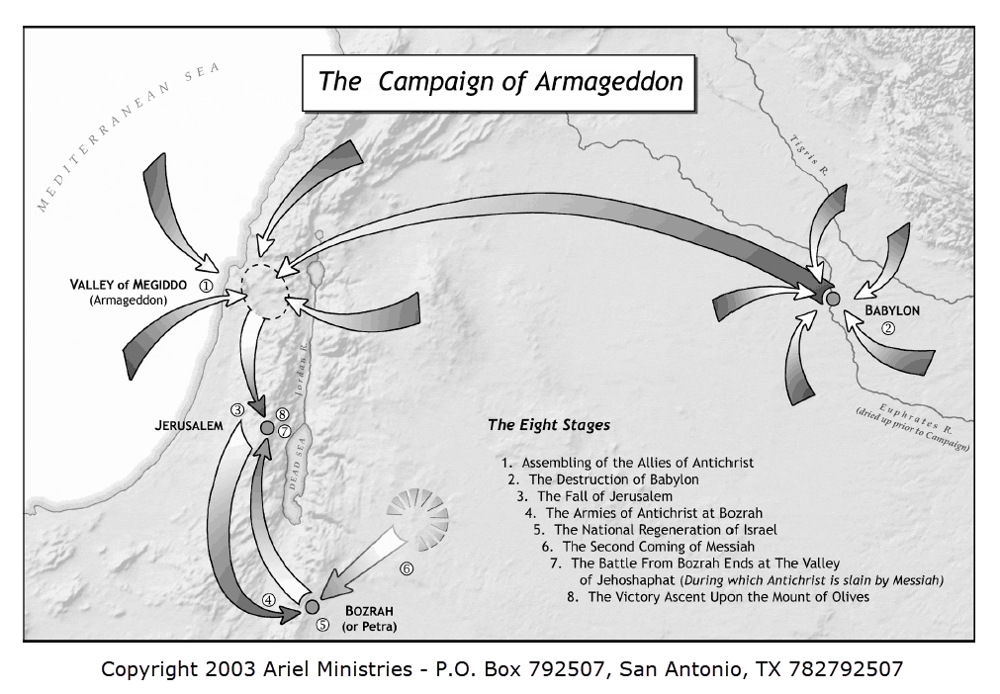 The Campaign of Armageddon
MEDITERRANEAN SEA
Tigris R.
VALLEY of MEGIDDO ①
(Armageddon)
BABYLON
②
Jordan R.
Euphrates R.
(dried up prior to Campaign)
③ ⑧
JERUSALEM ⑦
DEAD SEA
The Eight Stages
1. Assembling of the Allies of Antichrist
2. The Destruction of Babylon
3. The Fall of Jerusalem
4. The Armies of Antichrist at Bozrah
5. The National Regeneration of Israel
6. The Second Coming of Messiah
7. The Battle From Bozrah Ends at The Valley
of Jehoshaphat (During which Antichrist is slain by Messiah)
8. The Victory Ascent Upon the Mount of Olives
⑥
④
BOZRAH
(or Petra)
⑤
Copyright 2003 Ariel Ministries - P.O. Box 792507, San Antonio, TX 782792507